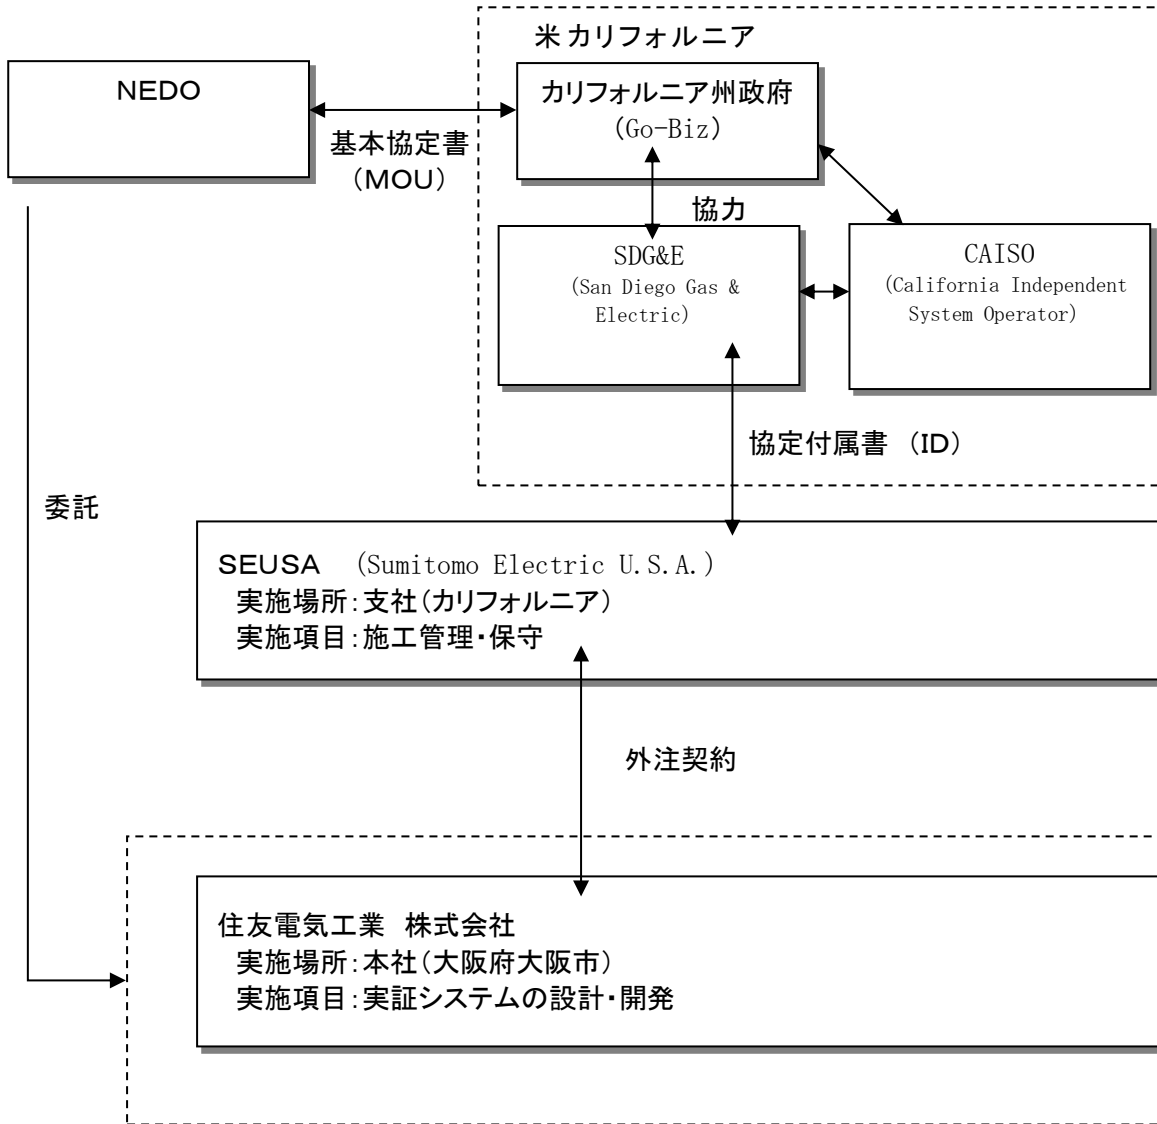 米カリフォルニア
NEDO
カリフォルニア州政府
(Go-Biz)
基本協定書
（MOU）
協力
SDG&E
(San Diego Gas &
Electric)
CAISO
(California Independent
System Operator)
協定付属書 （ID）
委託
SEUSA (Sumitomo Electric U.S.A.)
実施場所：支社（カリフォルニア）
実施項目：施工管理・保守
外注契約
住友電気工業 株式会社
実施場所：本社（大阪府大阪市）
実施項目：実証システムの設計・開発